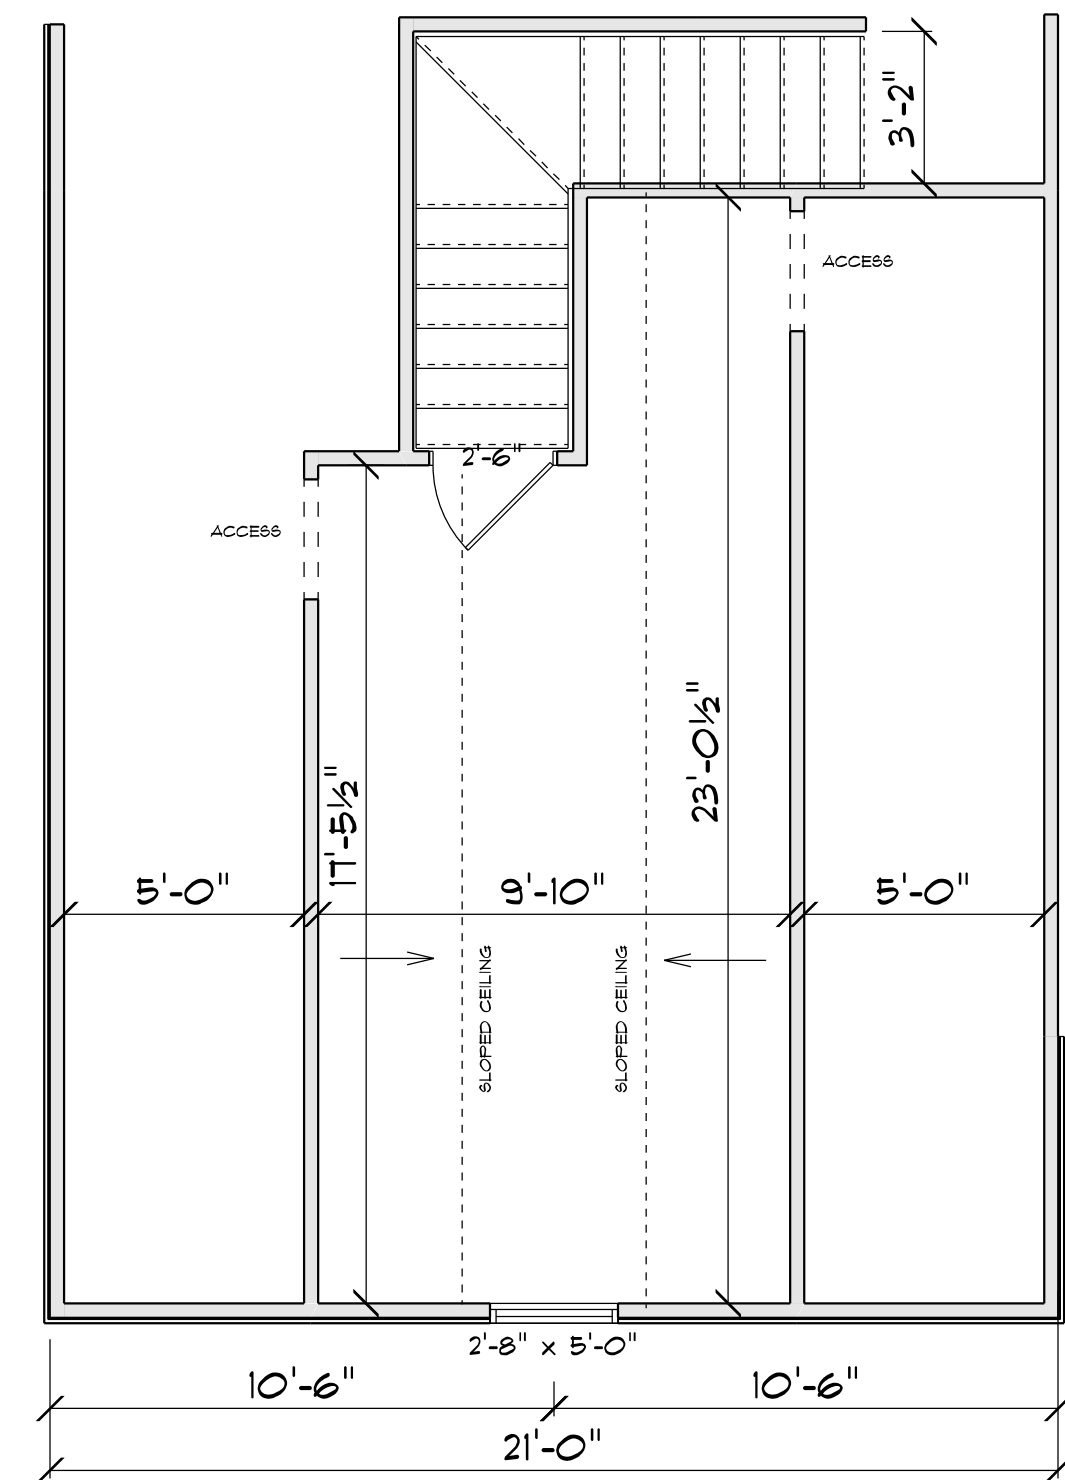 3'-2"
ACCESS
2'-6"
ACCESS
23'-0½"
17'-5½"
5'-0"
9'-10"
5'-0"
SLOPED CEILING
SLOPED CEILING
2'-8" x 5'-0"
10'-6"
10'-6"
21'-0"